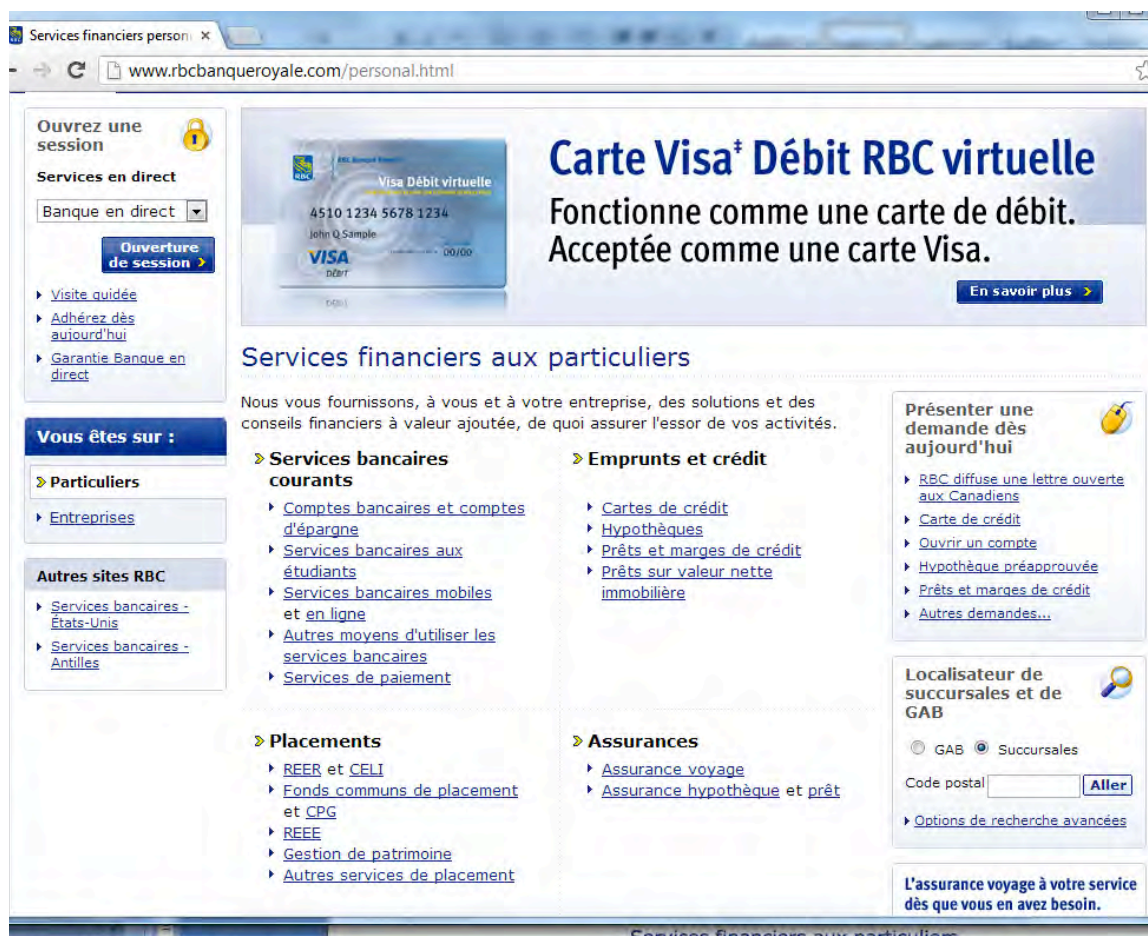 Services financiers person
www.rbcbanqueroyale.com/personal.html
Ouvrez une
session
Services en direct
Banque en direct
Ouverture
de session
Visite guidée
Adhérez dès
aujourd'hui
Garantie Banque en
direct
Vous êtes sur :
Particuliers
Entreprises
Autres sites RBC
Services bancaires -
États-Unis
Services bancaires -
Antilles
RBC
Visa Débit virtuelle
4510 1234 5678 1234
John Q Sample
00/00
VISA
DÉBIT
Carte Visa‡ Débit RBC virtuelle
Fonctionne comme une carte de débit.
Acceptée comme une carte Visa.
En savoir plus
Services financiers aux particuliers
Nous vous fournissons, à vous et à votre entreprise, des solutions et des
conseils financiers à valeur ajoutée, de quoi assurer l'essor de vos activités.
Services bancaires
courants
Comptes bancaires et comptes
d'épargne
Services bancaires aux
étudiants
Services bancaires mobiles
et en ligne
Autres moyens d'utiliser les
services bancaires
Services de paiement
Emprunts et crédit
Cartes de crédit
Hypothèques
Prêts et marges de crédit
Prêts sur valeur nette
immobilière
Placements
REER et CELI
Fonds communs de placement
et CPG
REEE
Gestion de patrimoine
Autres services de placement
Assurances
Assurance voyage
Assurance hypothèque et prêt
Présenter une
demande dès
aujourd'hui
RBC diffuse une lettre ouverte
aux Canadiens
Carte de crédit
Ouvrir un compte
Hypothèque préapprouvée
Prêts et marges de crédit
Autres demandes...
Localisateur de
succursales et de
GAB
GAB Succursales
Code postal Aller
Options de recherche avancées
L'assurance voyage à votre service
dès que vous en avez besoin.
Services financiers aux particuliers